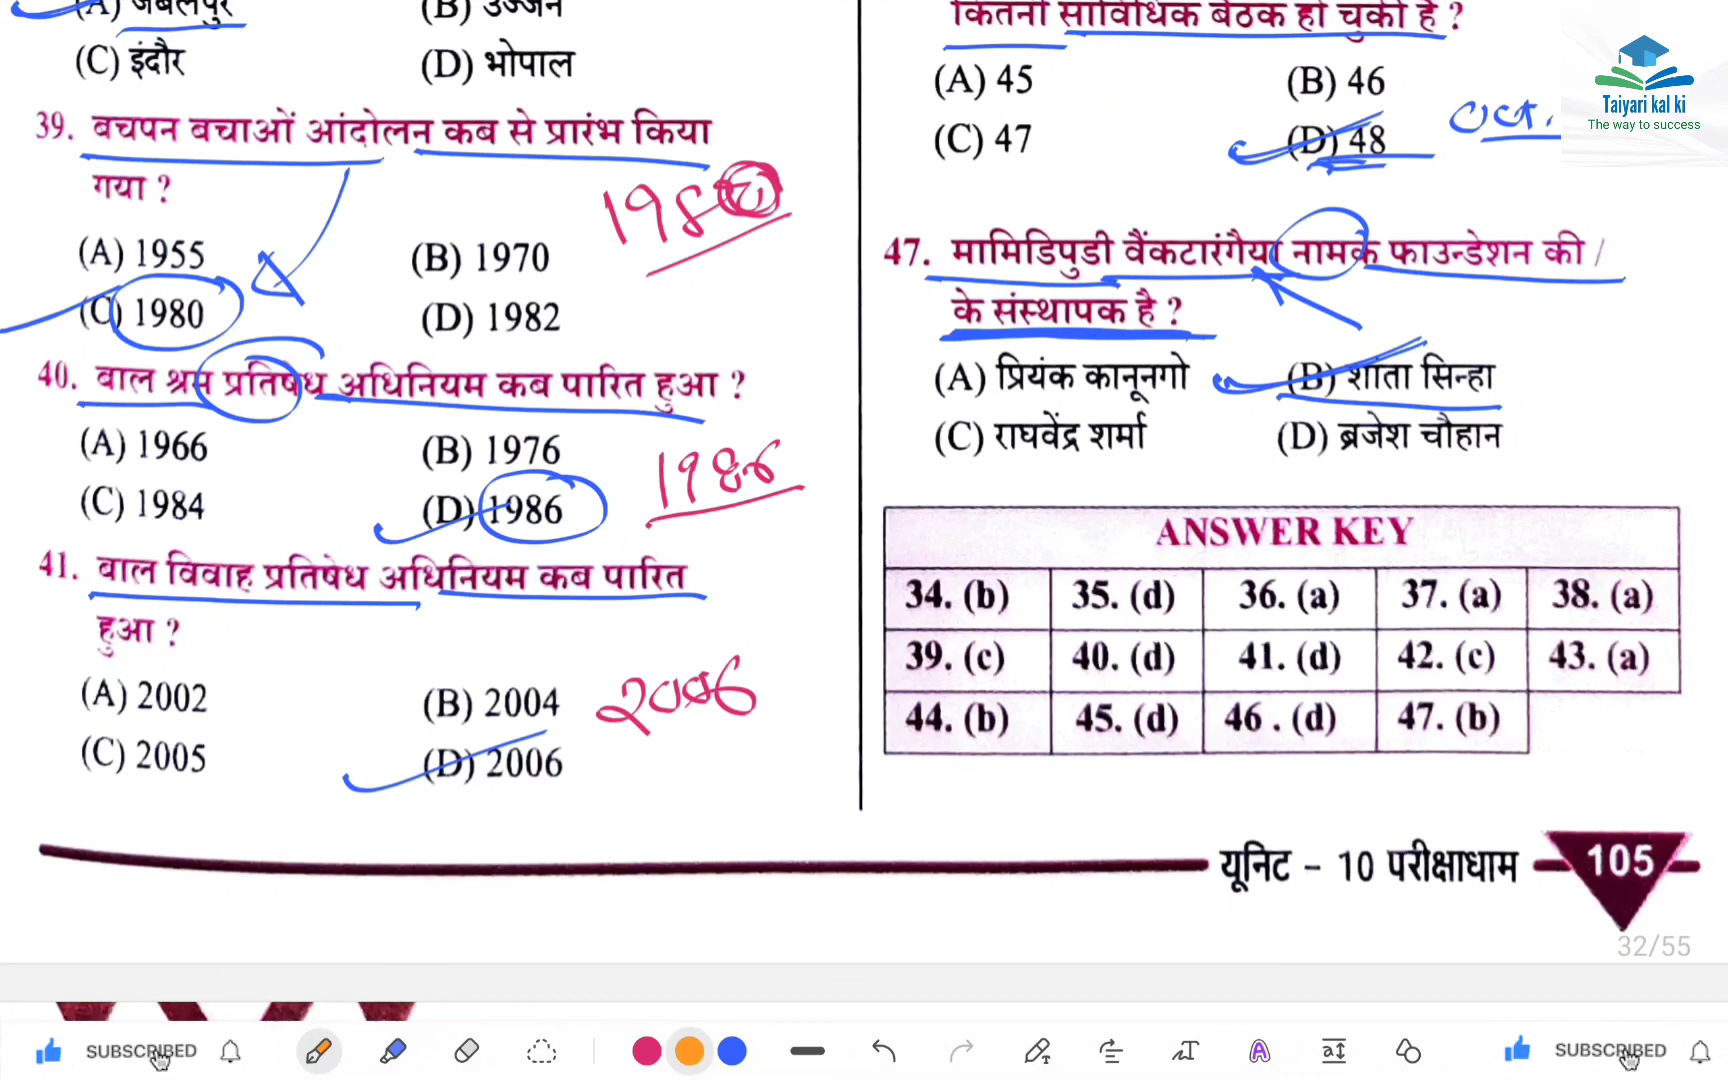 (A) जबलपुर
(B) उज्जैन
(C) इंदौर
(D) भोपाल
39. बचपन बचाओं आंदोलन कब से प्रारंभ किया
गया ?
198
(A) 1955
(B) 1970
(C) 1980
(D) 1982
40. बाल श्रम प्रतिषेध अधिनियम कब पारित हुआ ?
(A) 1966
(B) 1976
1986
(C) 1984
(D) 1986
41. बाल विवाह प्रतिषेध अधिनियम कब पारित
हुआ ?
(A) 2002
(B) 2004
2006
(C) 2005
(D) 2006
कितनी सांविधिक बैठक हो चुकी है ?
(A) 45
(B) 46
(C) 47
(D) 48
oct.
47. मामिडिपुडी वैंकटारंगैया नामक फाउन्डेशन की /
के संस्थापक है ?
(A) प्रियंक कानूनगो
(B) शांता सिन्हा
(C) राघवेंद्र शर्मा
(D) ब्रजेश चौहान
ANSWER KEY
34. (b) 35. (d) 36. (a) 37. (a) 38. (a)
39. (c) 40. (d) 41. (d) 42. (c) 43. (a)
44. (b) 45. (d) 46 . (d) 47. (b)
यूनिट - 10 परीक्षाधाम
105
32/55
Taiyari kal ki
The way to success
SUBSCRIBED
SUBSCRIBED